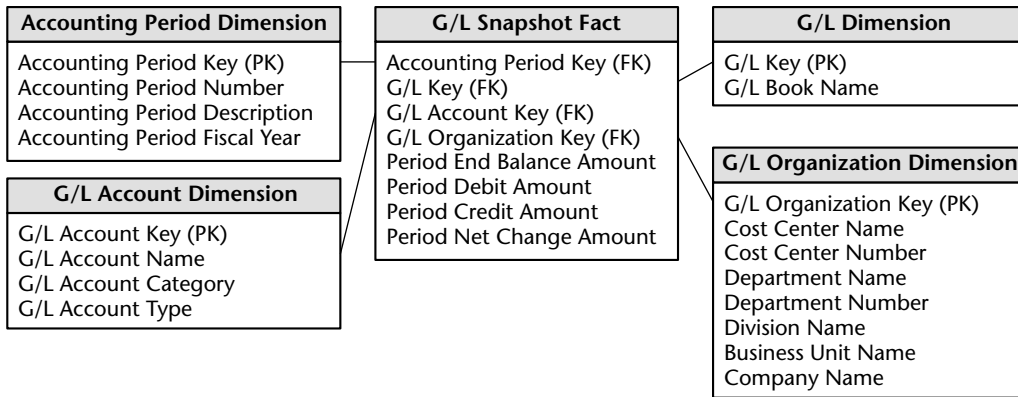 Accounting Period Dimension
Accounting Period Key (PK)
Accounting Period Number
Accounting Period Description
Accounting Period Fiscal Year
G/L Account Dimension
G/L Account Key (PK)
G/L Account Name
G/L Account Category
G/L Account Type
G/L Snapshot Fact
Accounting Period Key (FK)
G/L Key (FK)
G/L Account Key (FK)
G/L Organization Key (FK)
Period End Balance Amount
Period Debit Amount
Period Credit Amount
Period Net Change Amount
G/L Dimension
G/L Key (PK)
G/L Book Name
G/L Organization Dimension
G/L Organization Key (PK)
Cost Center Name
Cost Center Number
Department Name
Department Number
Division Name
Business Unit Name
Company Name